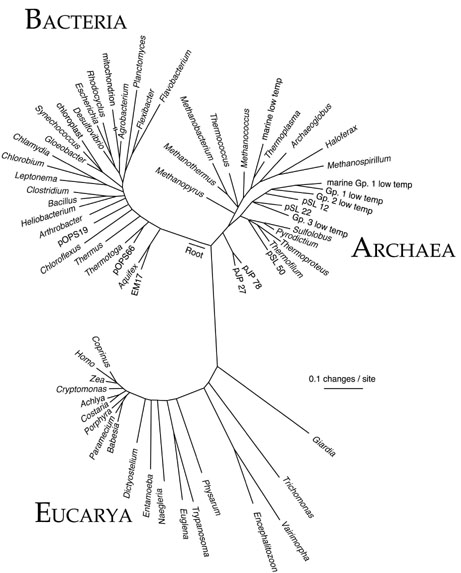 BACTERIA
Planctomyces
Flavobacterium
mitochondrion
Rhodocyclus
Escherichia
Desulfovibrio
Agrobacterium
Flexibacter
chloroplast
Synechococcus
Gloeobacter
Chlamydia
Chlorobium
Leptonema
Clostridium
Bacillus
Heliobacterium
Arthrobacter
pOPS19
Chloroflexus
Thermus
Thermotoga
pOPS66
Aquifex
EM17
Root
Methanopyrus
Methanothermus
Methanobacterium
Thermococcus
Methanococcus
marine low temp
Thermoplasma
Archaeoglobus
Haloferax
Methanospirillum
marine Gp. 1 low temp
Gp. 1 low temp
Gp. 2 low temp
pSL 12
pSL 22
Gp. 3 low temp
Sulfolobus
Pyrodictium
Thermoproteus
Thermofilum
pSL 50
pJP 78
pJP 27
ARCHAEA
0.1 changes / site
Coprinus
Homo
Zea
Cryptomonas
Achlya
Costaria
Porphyra
Paramecium
Babesia
Dictyostelium
Entamoeba
Naegleria
Euglena
Trypanosoma
Physarum
Encephalitozoon
Vairimorpha
Trichomonas
Giardia
EUCARYA